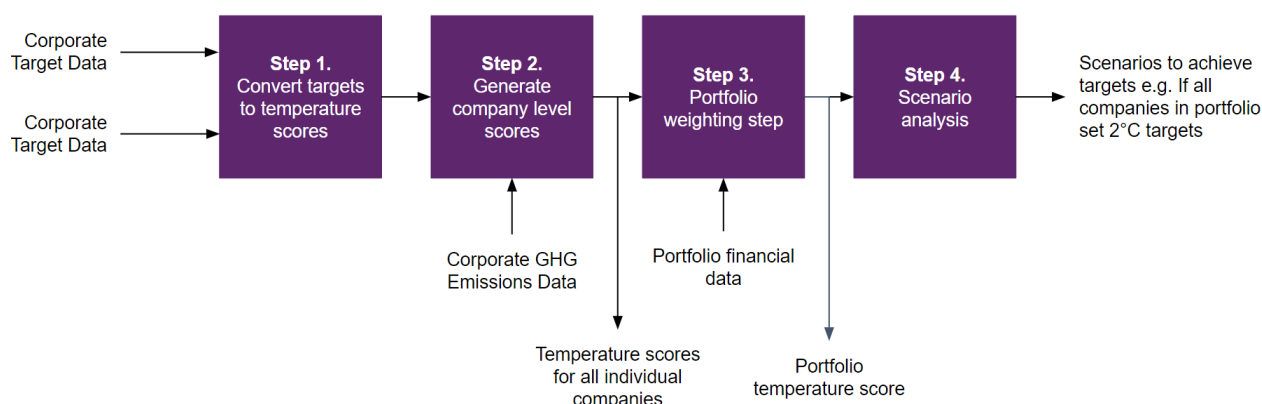 Corporate
Target Data
Corporate
Target Data
Step 1.
Convert targets
to temperature
scores
Step 2.
Generate
company level
scores
Step 3.
Portfolio
weighting step
Step 4.
Scenario
analysis
Scenarios to achieve
targets e.g. If all
companies in portfolio
set 2°C targets
Corporate GHG
Emissions Data
Portfolio financial
data
Temperature scores
for all individual
companies
Portfolio
temperature score